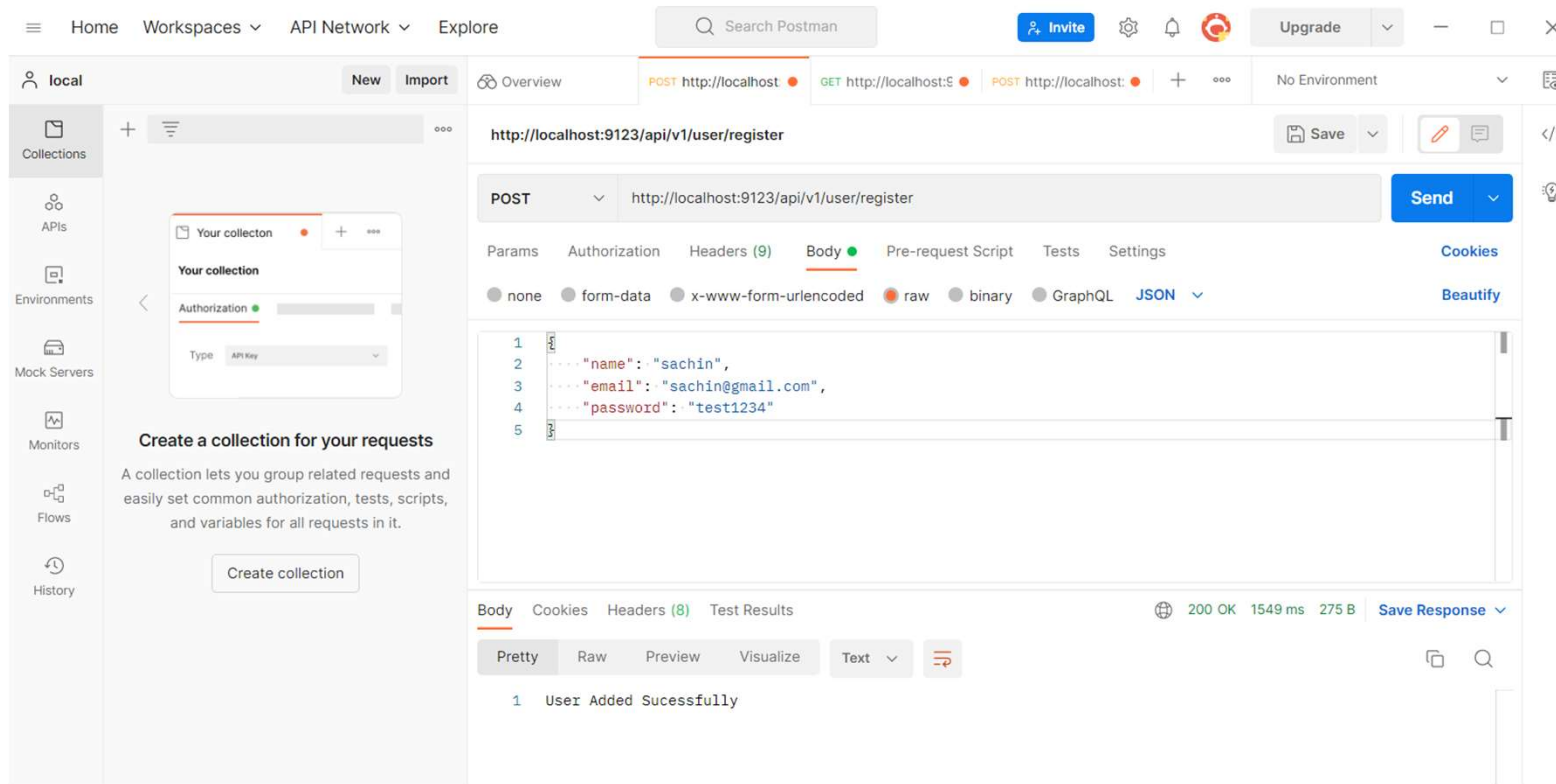 Home Workspaces API Network Explore Search Postman Invite Upgrade
local New Import Overview POST http://localhost: GET http://localhost:9 POST http://localhost: No Environment
Collections
APIs
Environments
Mock Servers
Monitors
Flows
History
Your collecton
Your collection
Authorization
Type API Key
Create a collection for your requests
A collection lets you group related requests and
easily set common authorization, tests, scripts,
and variables for all requests in it.
Create collection
http://localhost:9123/api/v1/user/register Save
POST http://localhost:9123/api/v1/user/register Send
Params Authorization Headers (9) Body Pre-request Script Tests Settings Cookies
none form-data x-www-form-urlencoded raw binary GraphQL JSON Beautify
1 {
2 "name": "sachin",
3 "email": "sachin@gmail.com",
4 "password": "test1234"
5 }
Body Cookies Headers (8) Test Results 200 OK 1549 ms 275 B Save Response
Pretty Raw Preview Visualize Text
1 User Added Sucessfully